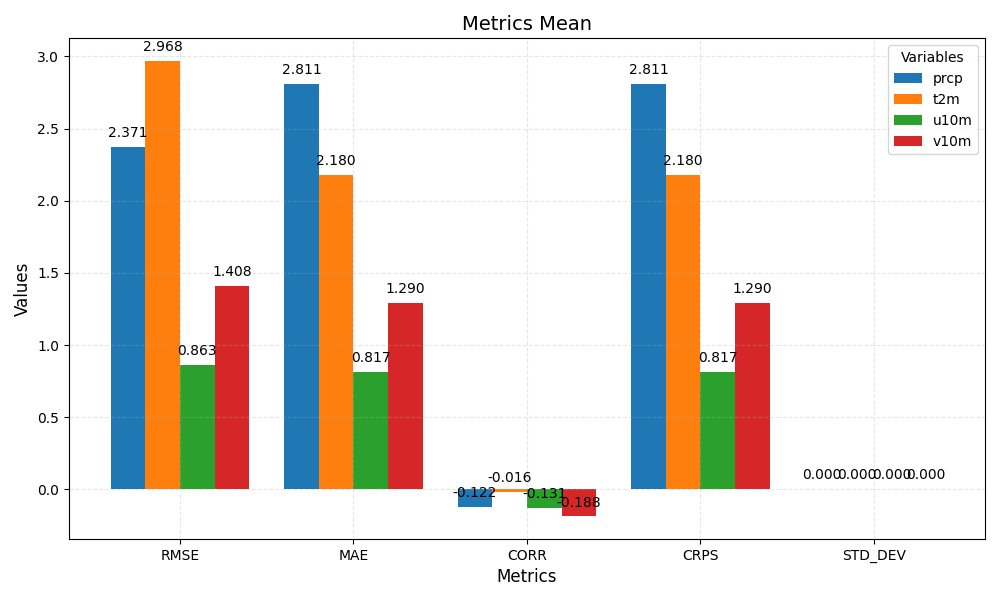 Metrics Mean
Values
3.0
2.5
2.0
1.5
1.0
0.5
0.0
2.371
2.968
0.863
1.408
2.811
2.180
0.817
1.290
-0.122
-0.016
-0.131
-0.188
2.811
2.180
0.817
1.290
0.000
0.000
0.000
0.000
Variables
prcp
t2m
u10m
v10m
RMSE
MAE
CORR
CRPS
STD_DEV
Metrics